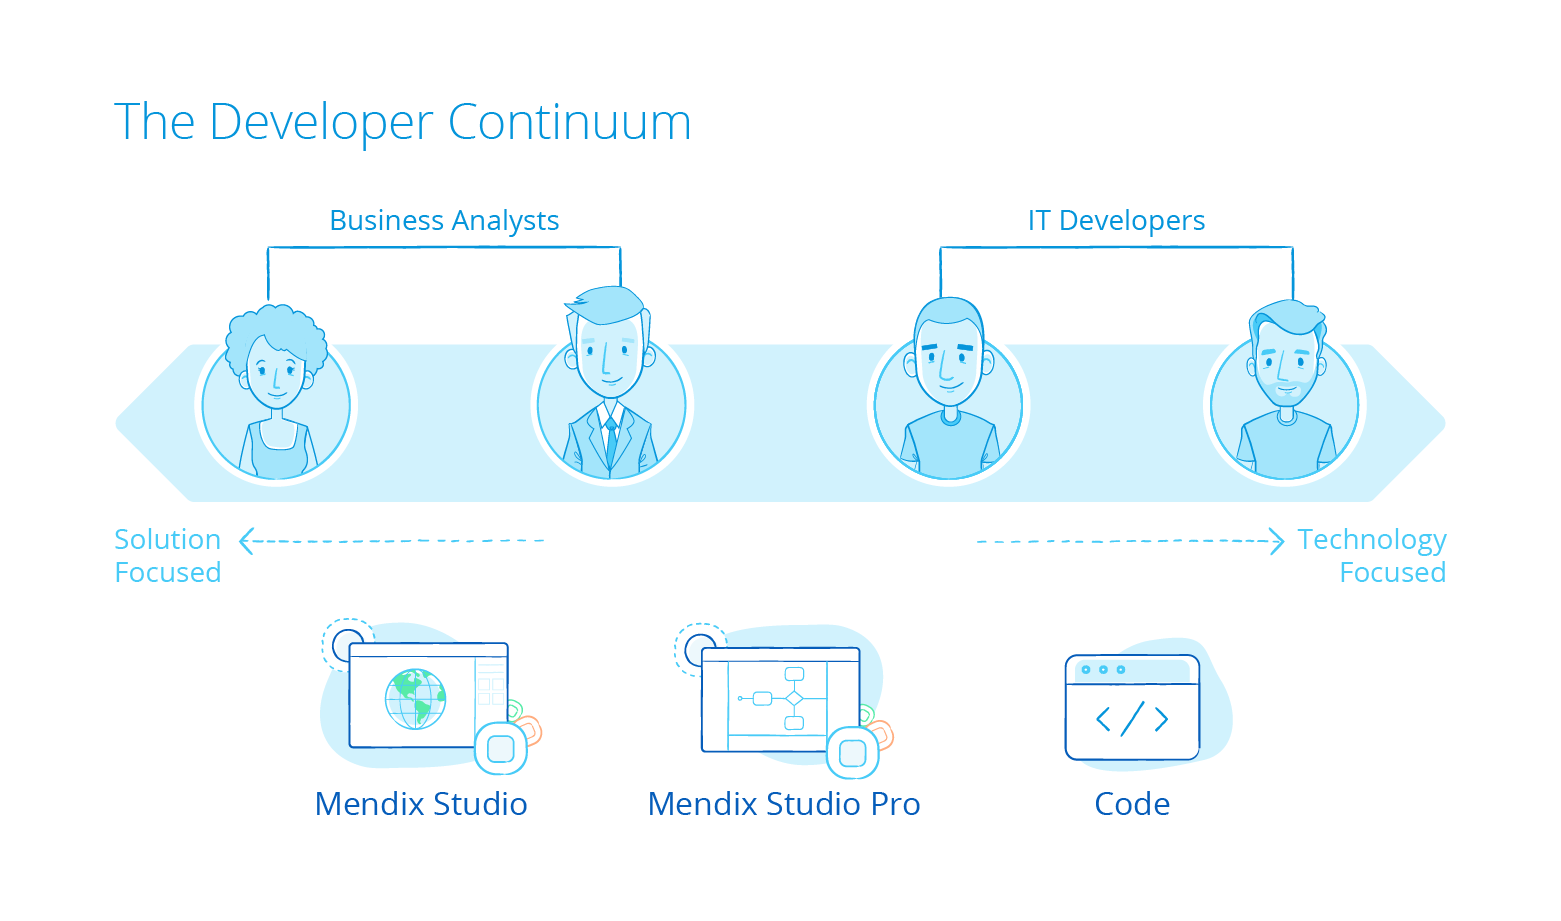 The Developer Continuum
Business Analysts
IT Developers
Solution
Focused
Technology
Focused
Mendix Studio
Mendix Studio Pro
</>
Code